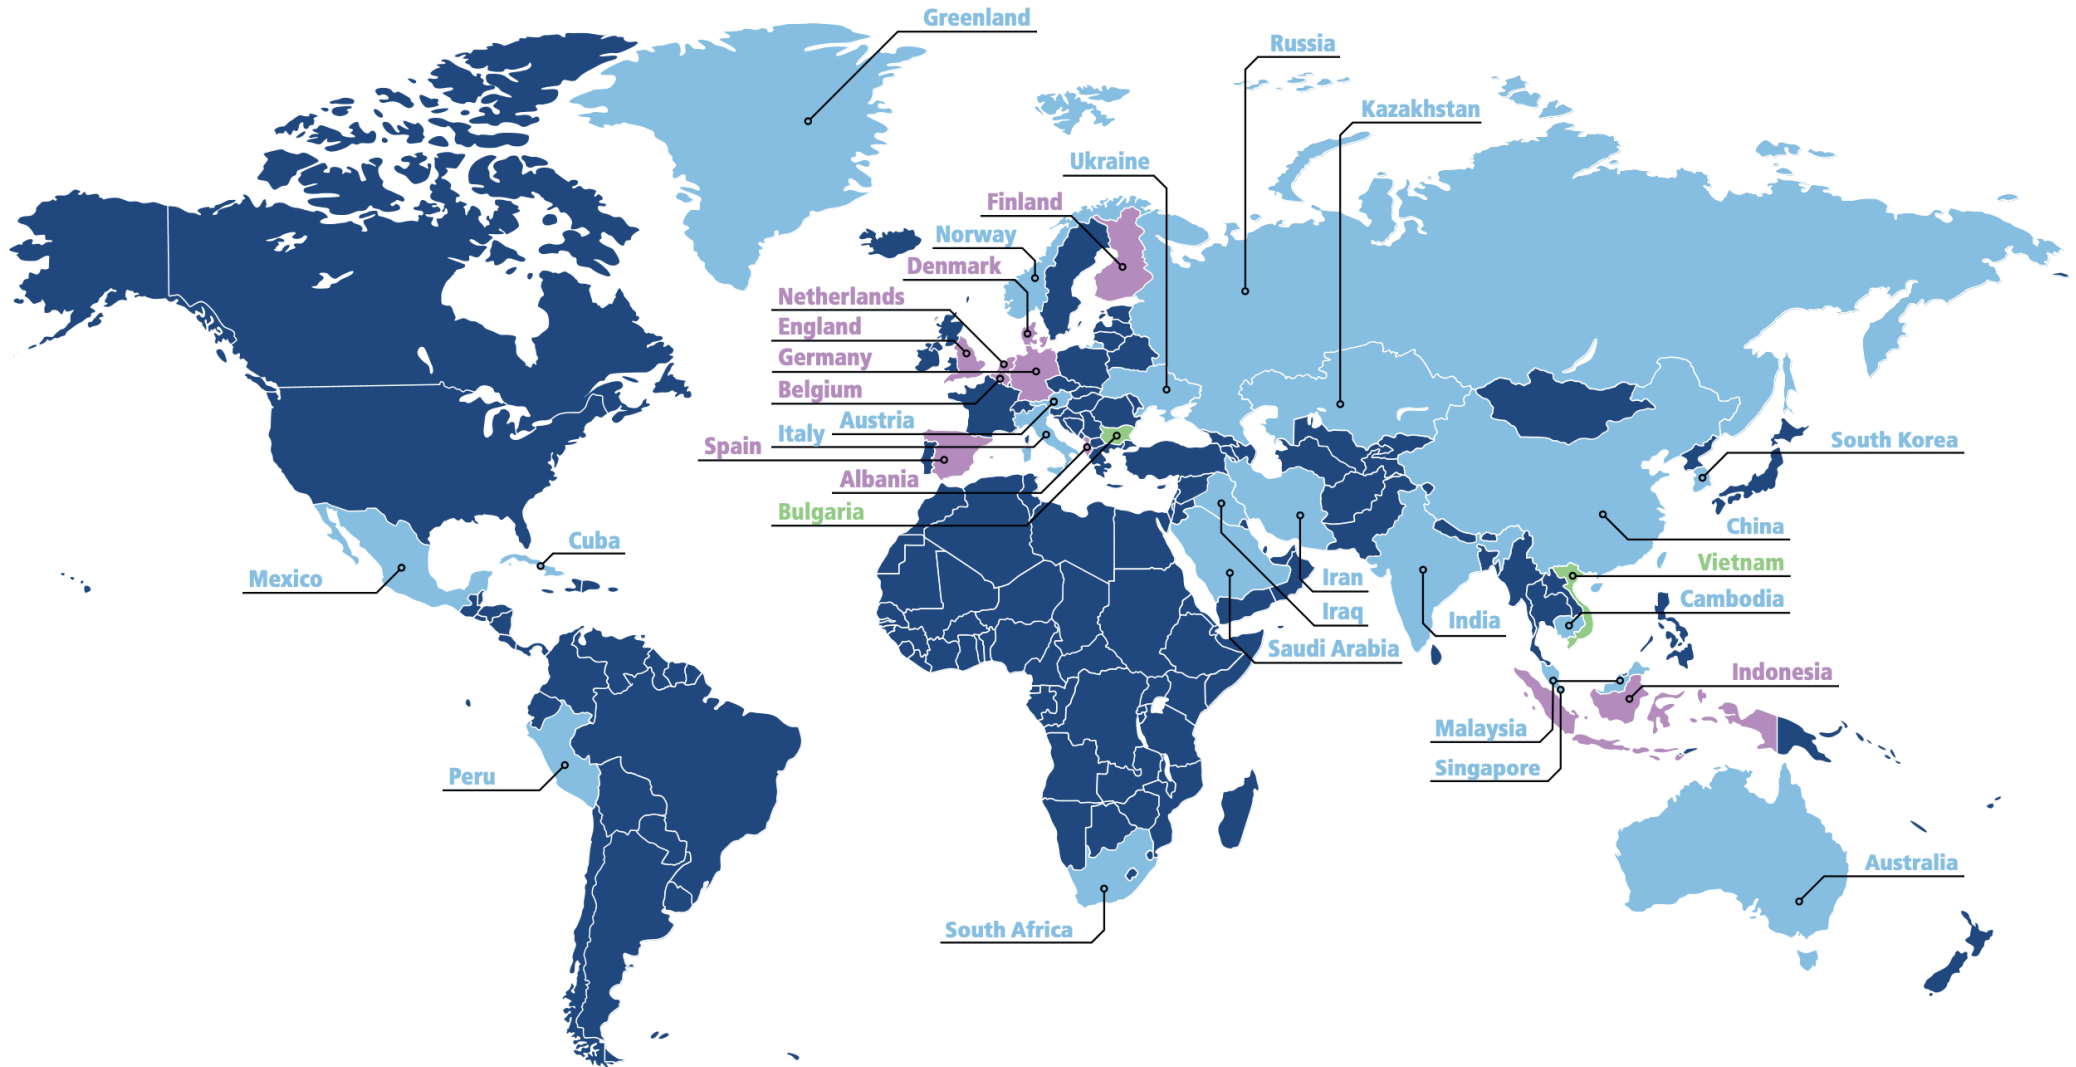 Greenland
Russia
Kazakhstan
Ukraine
Finland
Norway
Denmark
Netherlands
England
Germany
Belgium
Austria
Italy
Spain
Albania
Bulgaria
South Korea
China
Vietnam
Cambodia
Cuba
Mexico
Iran
Iraq
India
Saudi Arabia
Indonesia
Malaysia
Singapore
Peru
Australia
South Africa